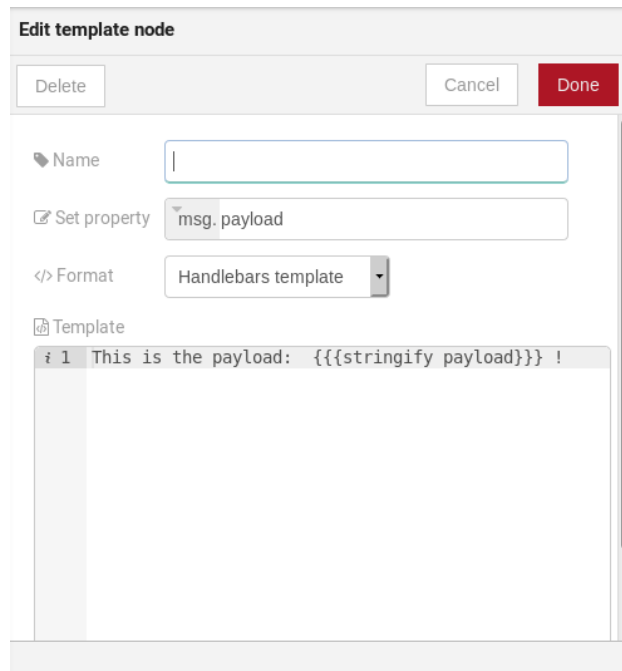 Edit template node
Delete Cancel Done
Name
Set property msg. payload
</> Format Handlebars template
Template
i 1 This is the payload:  {{{stringify payload}}} !